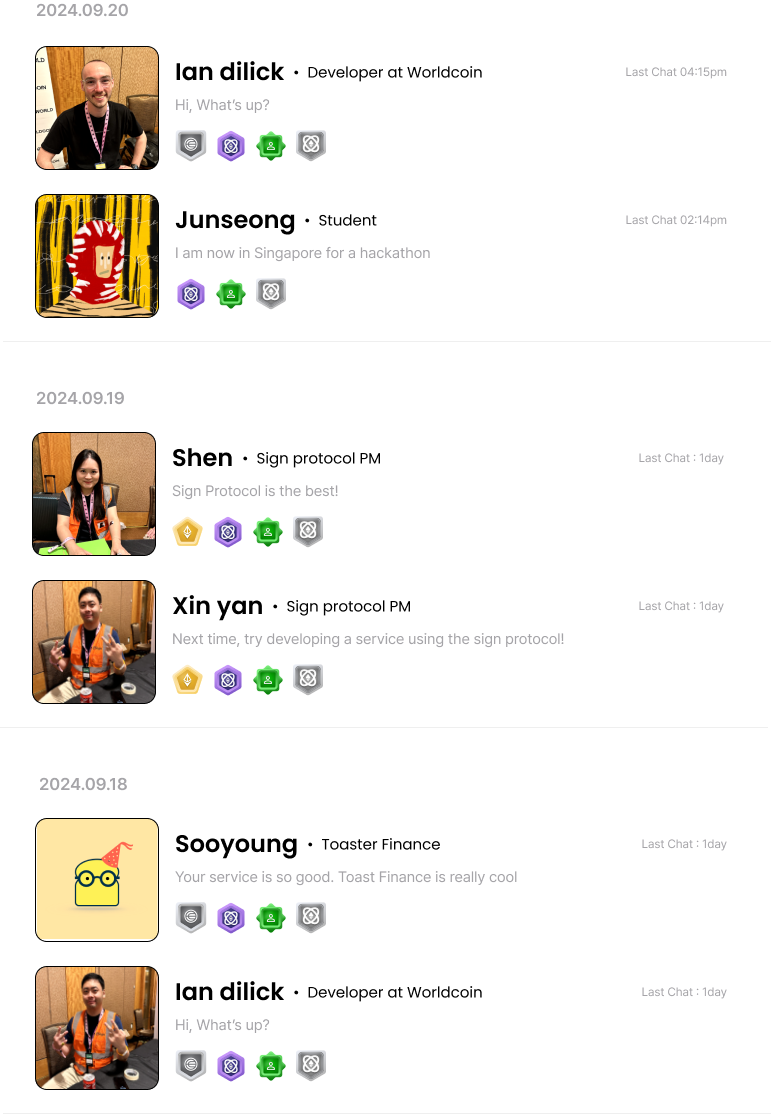 2024.09.20
Ian dilick • Developer at Worldcoin
Last Chat 04:15pm
Hi, What's up?
Junseong • Student
Last Chat 02:14pm
I am now in Singapore for a hackathon
2024.09.19
Shen • Sign protocol PM
Last Chat : 1day
Sign Protocol is the best!
Xin yan • Sign protocol PM
Last Chat : 1day
Next time, try developing a service using the sign protocol!
2024.09.18
Sooyoung • Toaster Finance
Last Chat : 1day
Your service is so good. Toast Finance is really cool
Ian dilick • Developer at Worldcoin
Last Chat : 1day
Hi, What's up?